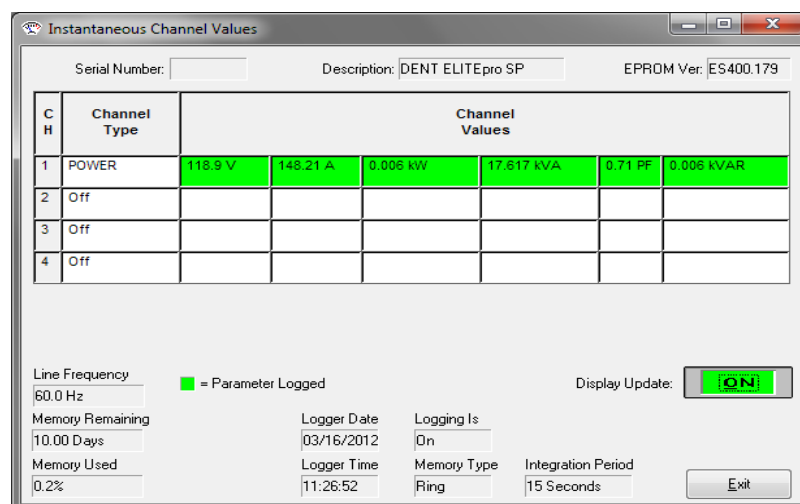 Instantaneous Channel Values
Serial Number: Description: DENT ELITEpro SP EPROM Ver: ES400.179
C H Channel Type Channel Values
1 POWER 118.9 V 148.21 A 0.006 kW 17.617 kVA 0.71 PF 0.006 kVAR
2 Off
3 Off
4 Off
Line Frequency
60.0 Hz
= Parameter Logged
Display Update: ON
Memory Remaining Logger Date Logging Is
10.00 Days 03/16/2012 On
Memory Used Logger Time Memory Type Integration Period
0.2% 11:26:52 Ring 15 Seconds Exit